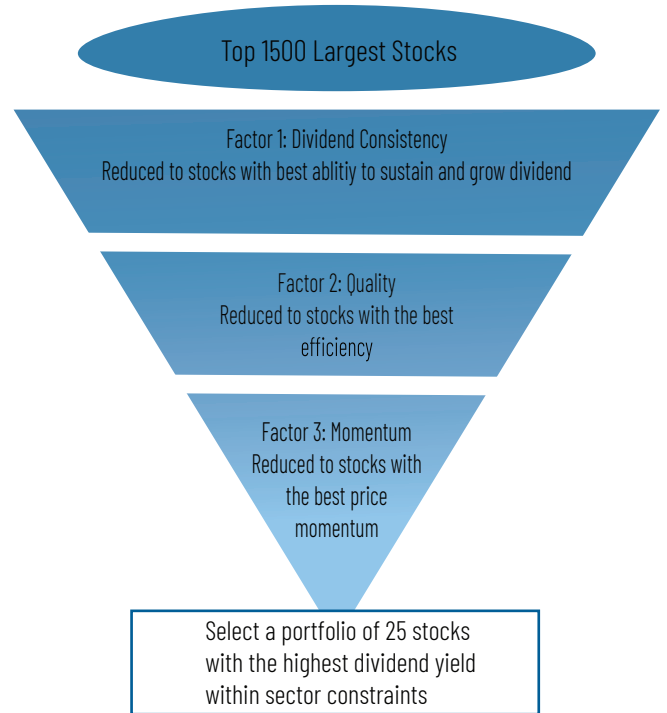 Top 1500 Largest Stocks
Factor 1: Dividend Consistency
Reduced to stocks with best ablitiy to sustain and grow dividend
Factor 2: Quality
Reduced to stocks with the best
efficiency
Factor 3: Momentum
Reduced to stocks with
the best price
momentum
Select a portfolio of 25 stocks
with the highest dividend yield
within sector constraints